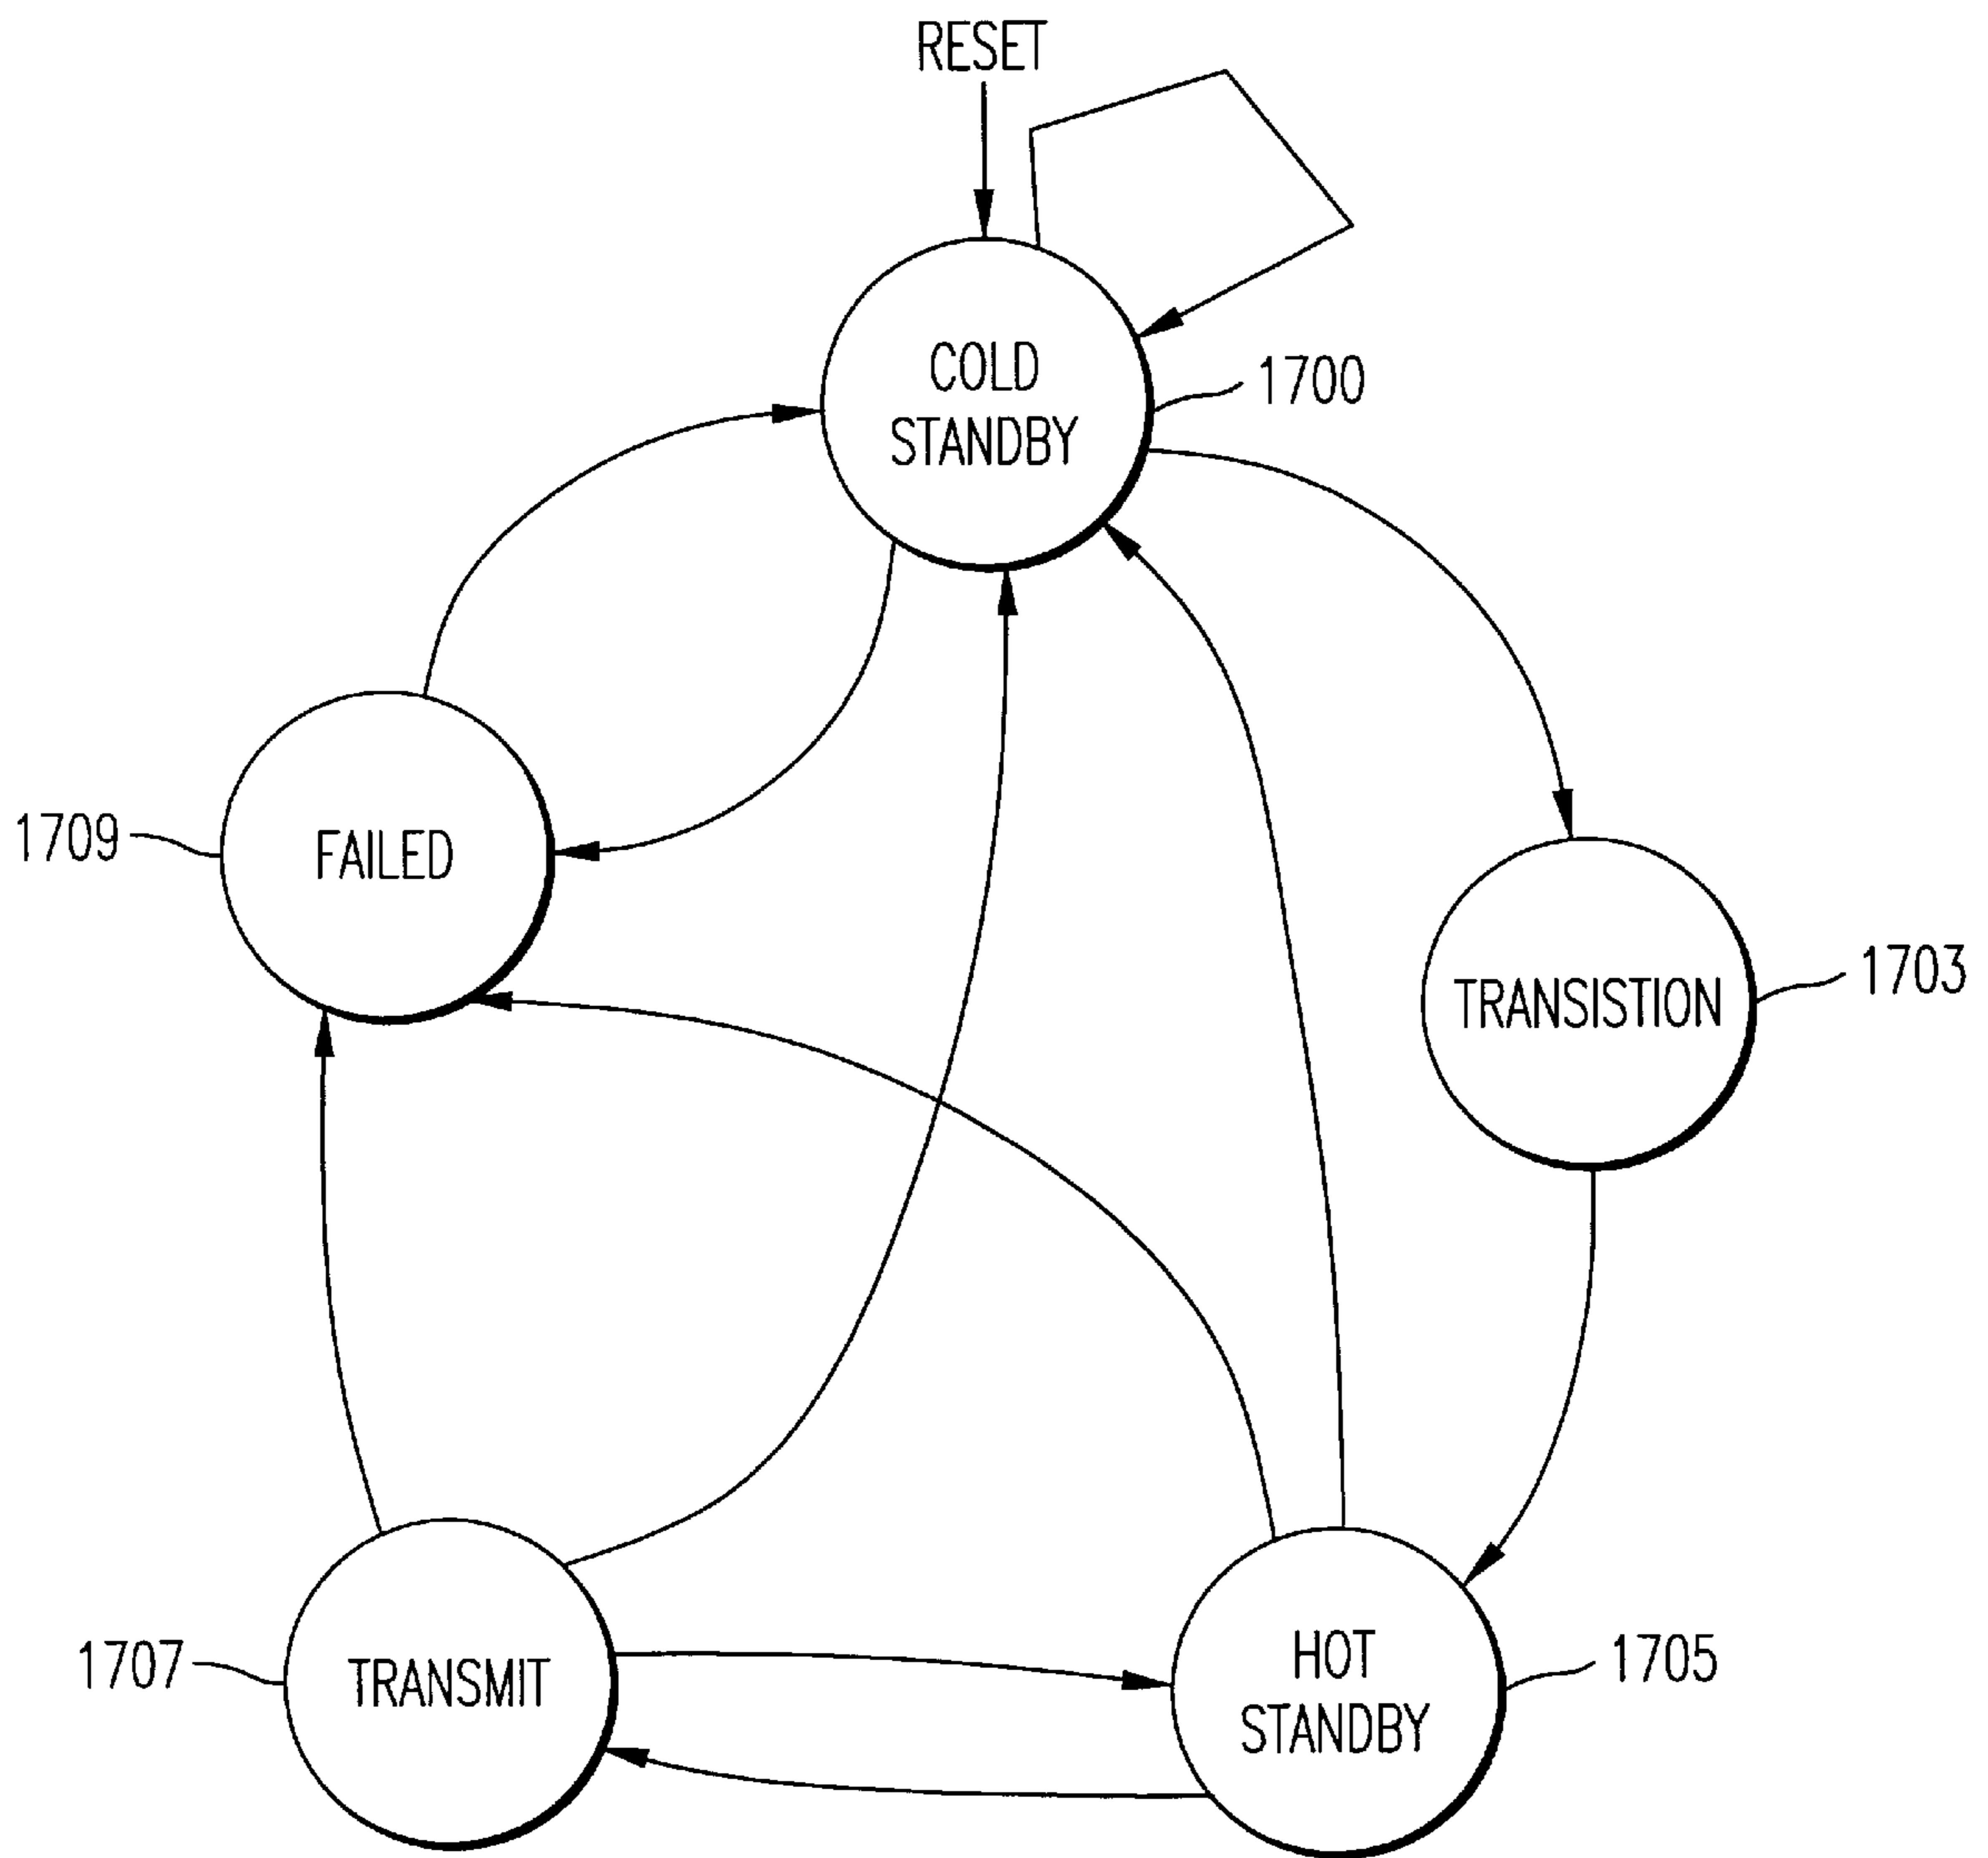 RESET
COLD
STANDBY
1700
FAILED
1709
TRANSISTION
1703
TRANSMIT
1707
HOT
STANDBY
1705